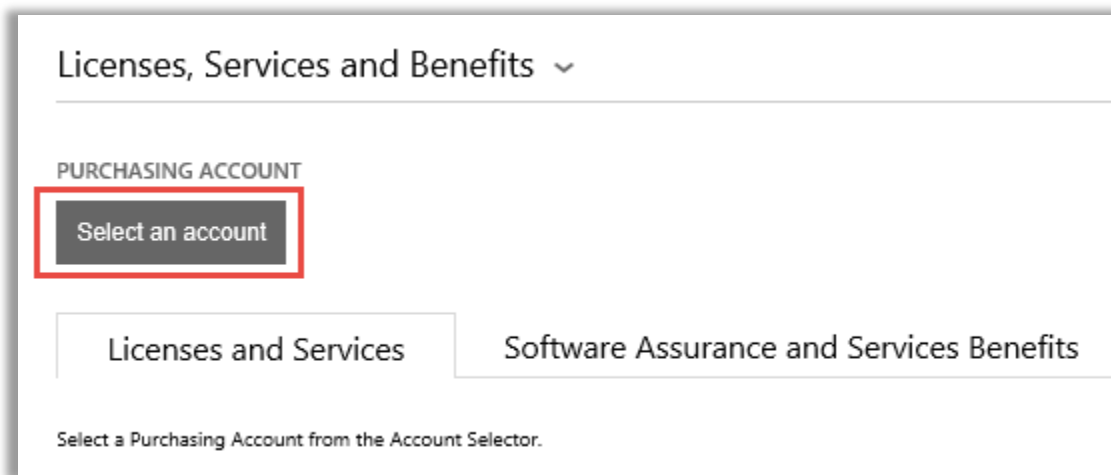 Licenses, Services and Benefits
PURCHASING ACCOUNT
Select an account
Licenses and Services
Software Assurance and Services Benefits
Select a Purchasing Account from the Account Selector.